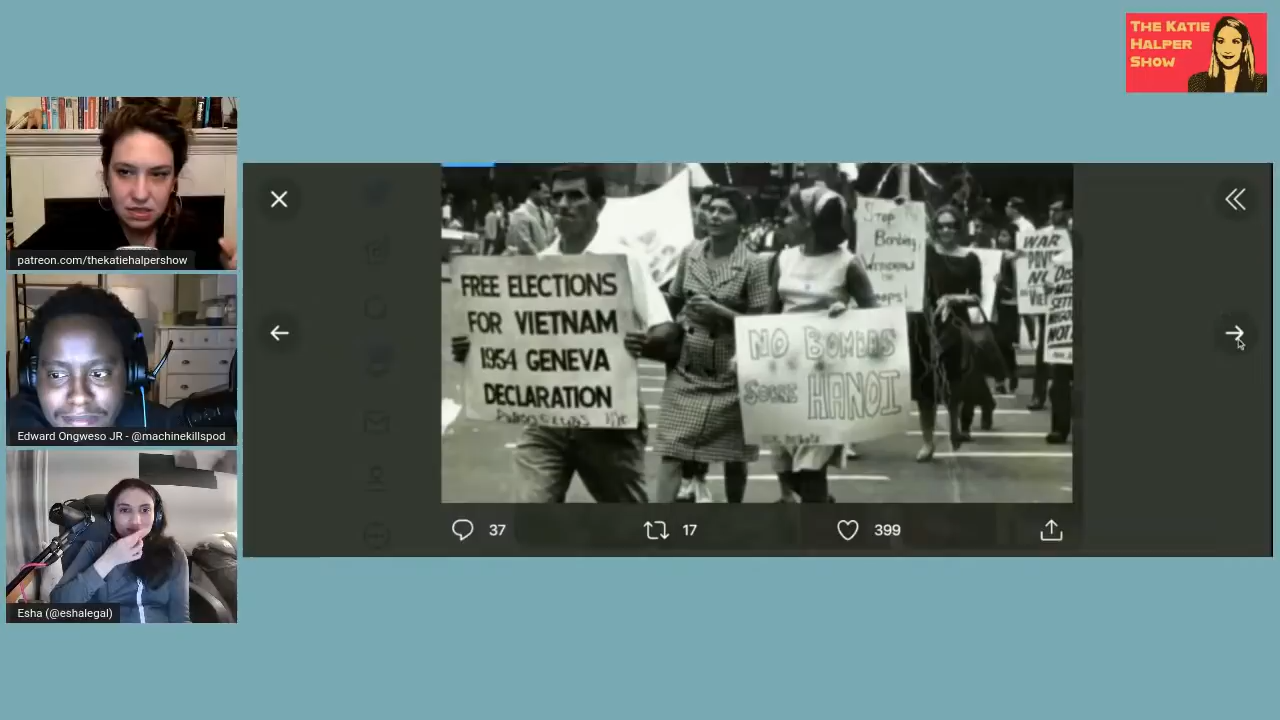 THE KATIE
HALPER
SHOW
patreon.com/thekatiehalpershow
Edward Ongweso JR - @machinekillspod
Esha (@eshalegal)
FREE ELECTIONS
FOR VIETNAM
1954 GENEVA
DECLARATION
NO BOMBS
HANOI
Stop
Bombing
WITHDRAW
WAR
37
17
399